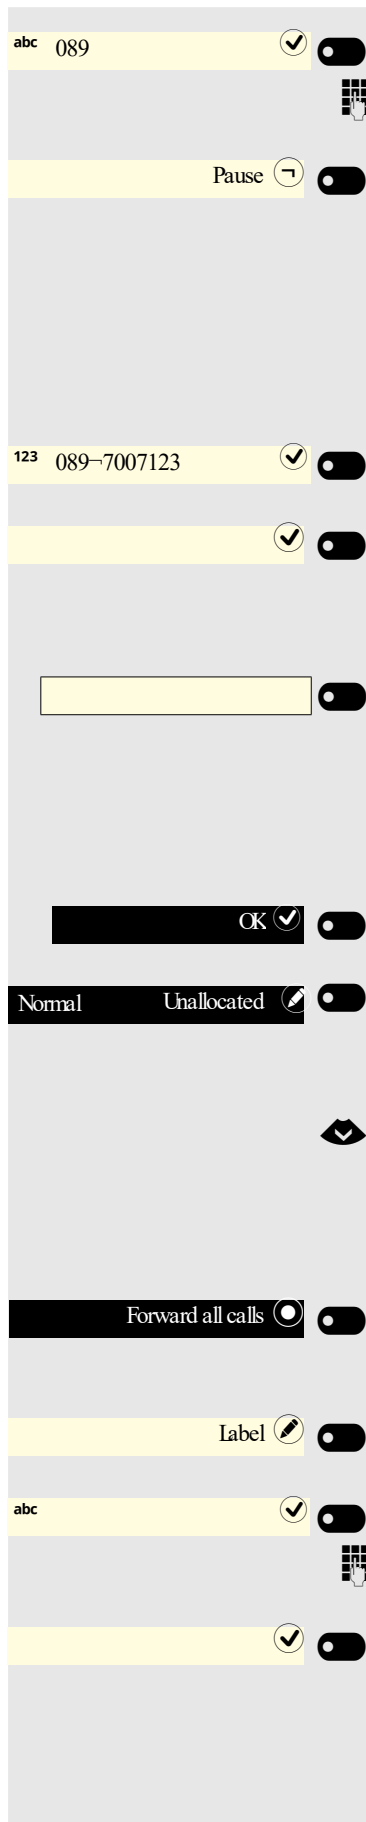 abc 089
Pause ¬
123 089¬7007123
OK
Normal Unallocated
Forward all calls
Label
abc